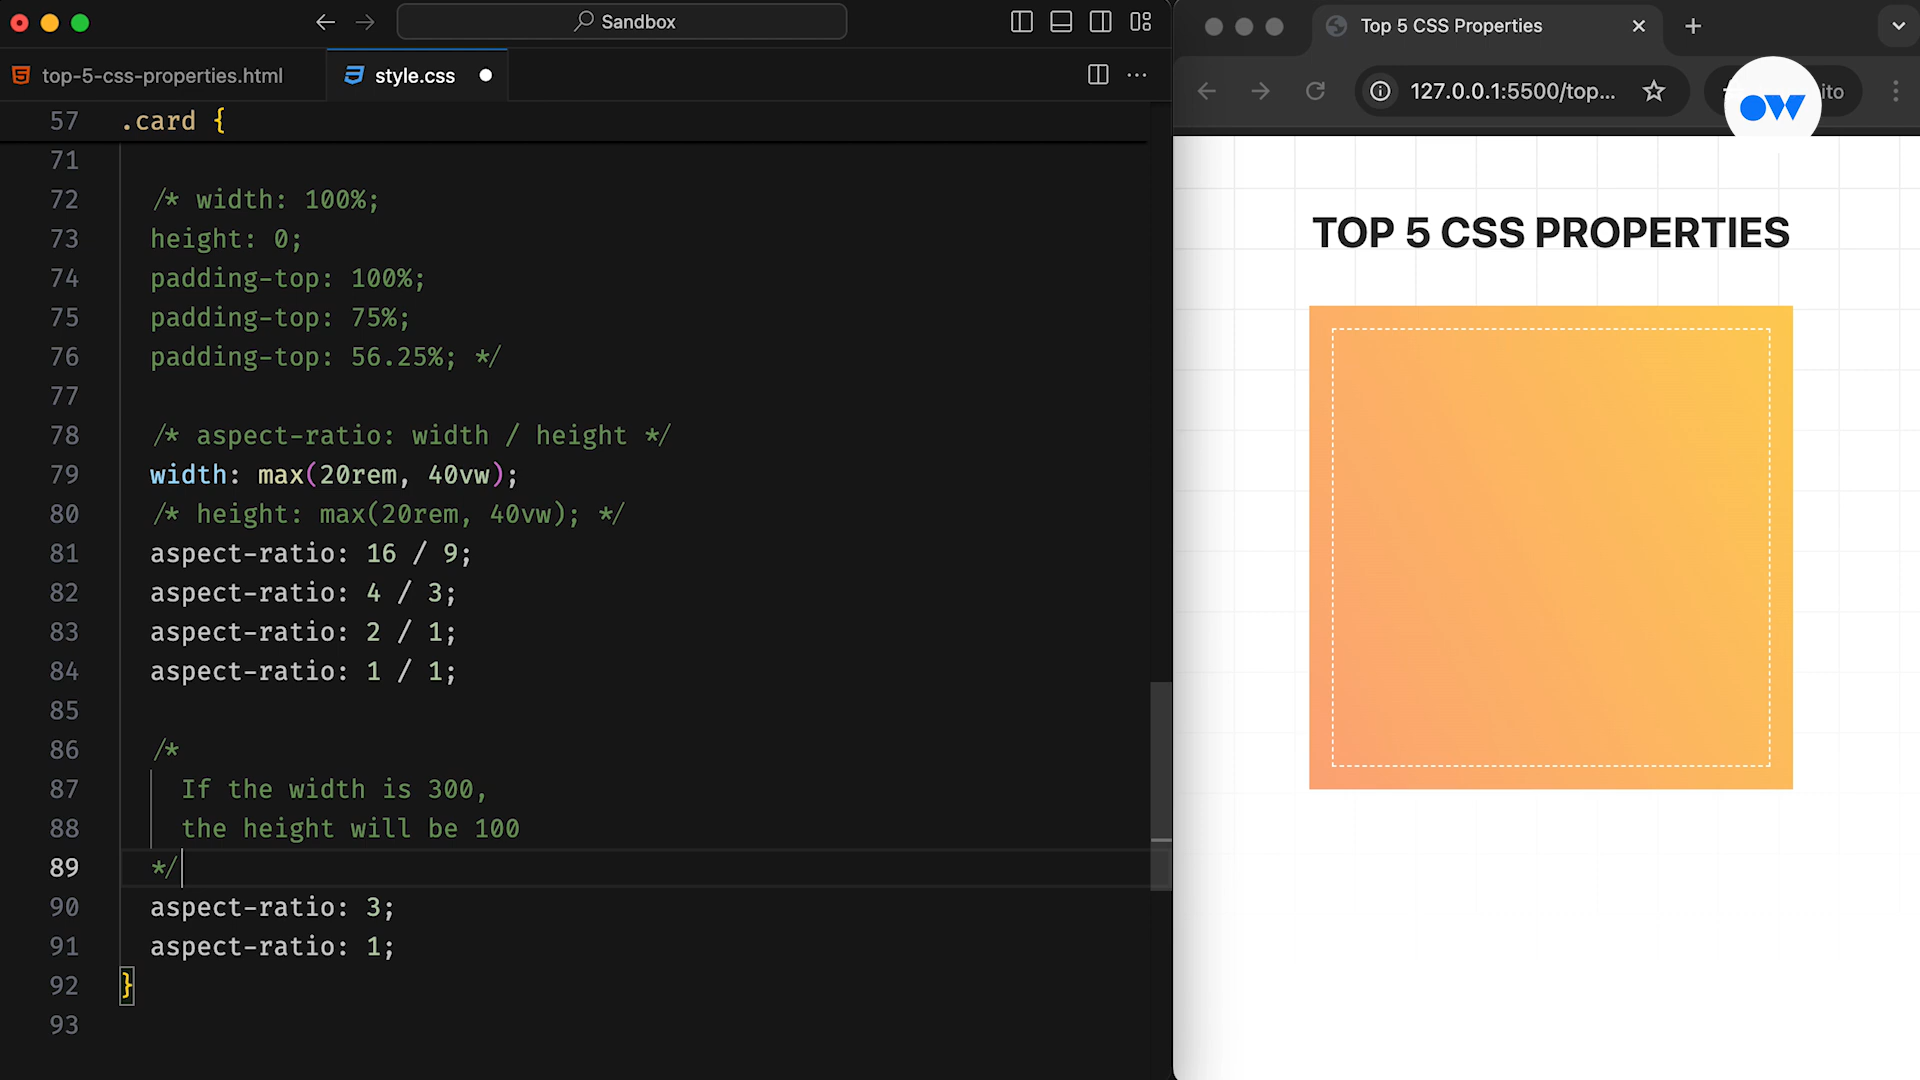 Sandbox
top-5-css-properties.html
style.css
57 .card {
71
72 /* width: 100%;
73 height: 0;
74 padding-top: 100%;
75 padding-top: 75%;
76 padding-top: 56.25%; */
77
78 /* aspect-ratio: width / height */
79 width: max(20rem, 40vw);
80 /* height: max(20rem, 40vw); */
81 aspect-ratio: 16 / 9;
82 aspect-ratio: 4 / 3;
83 aspect-ratio: 2 / 1;
84 aspect-ratio: 1 / 1;
85
86 /*
87 If the width is 300,
88 the height will be 100
89 */
90 aspect-ratio: 3;
91 aspect-ratio: 1;
92 }
93
Top 5 CSS Properties
127.0.0.1:5500/top...
ito
OW
TOP 5 CSS PROPERTIES